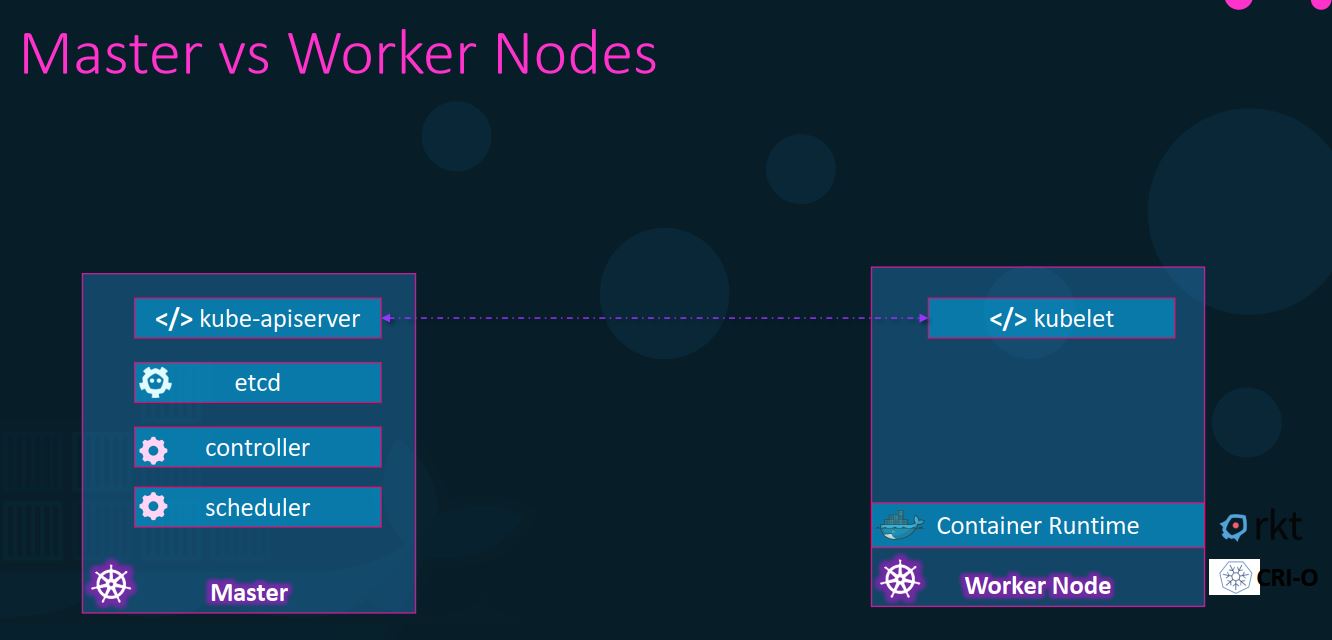 Master vs Worker Nodes
</> kube-apiserver
</> kubelet
etcd
controller
scheduler
Container Runtime
rkt
CRI-O
Master
Worker Node